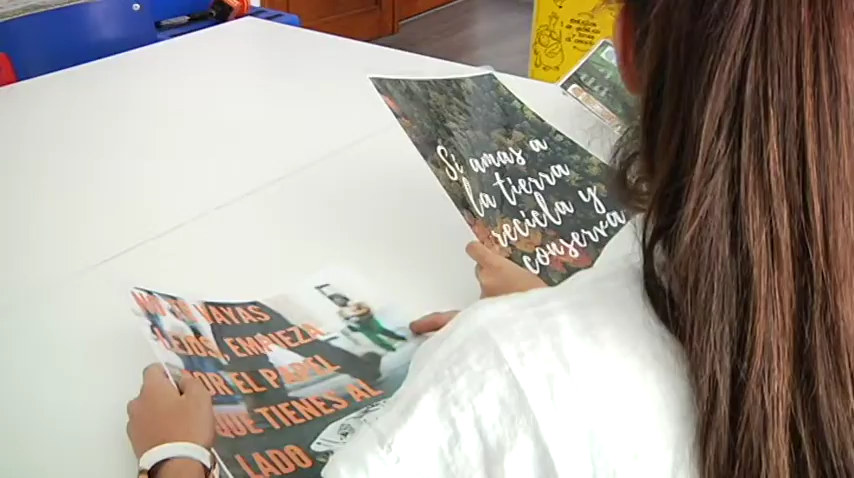 Si amas a
la tierra
recicla y
conserva
NO TE VAYAS
LEJOS, EMPIEZA
POR EL PAPEL
QUE TIENES AL
LADO